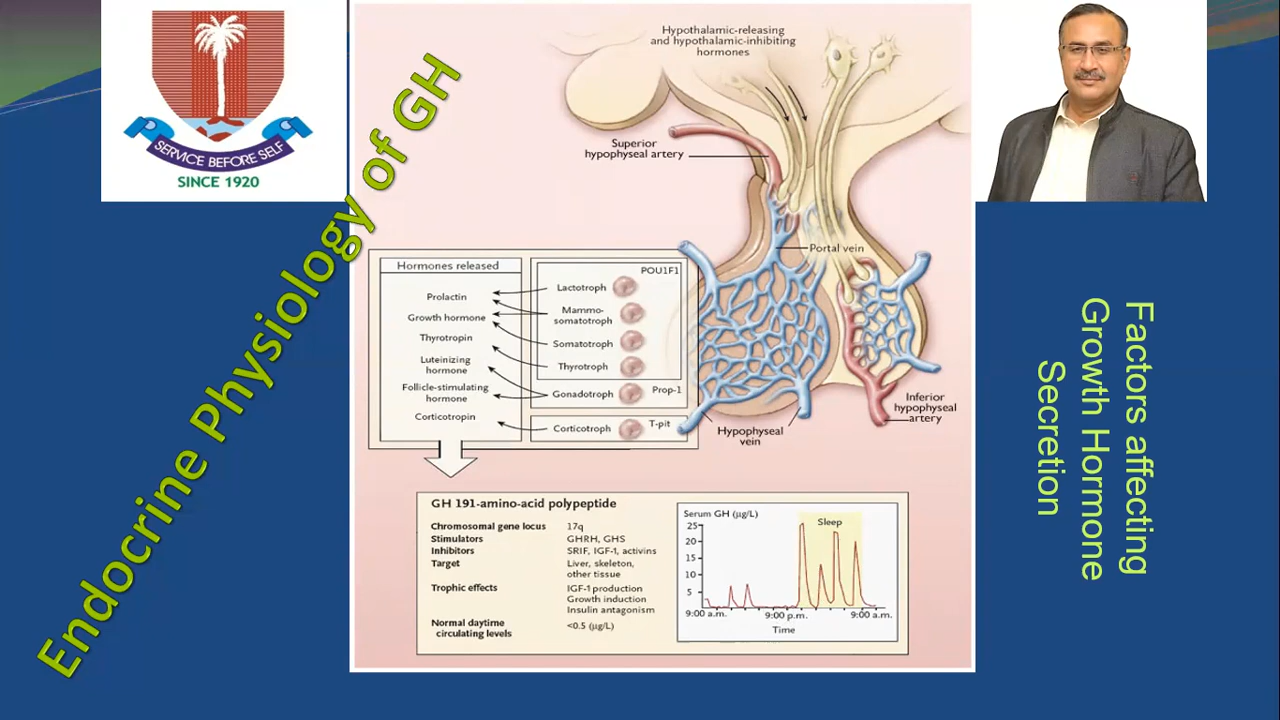 SERVICE BEFORE SELF
SINCE 1920
Endocrine Physiology of GH
Hypothalamic-releasing
and hypothalamic-inhibiting
hormones
Superior
hypophyseal artery
Portal vein
Hormones released
Prolactin
Growth hormone
Thyrotropin
Luteinizing
hormone
Follicle-stimulating
hormone
Corticotropin
POU1F1
Lactotroph
Mammo-
somatotroph
Somatotroph
Thyrotroph
Gonadotroph
Prop-1
Corticotroph
T-pit
Hypophyseal
vein
Inferior
hypophyseal
artery
GH 191-amino-acid polypeptide
Chromosomal gene locus 17q
Stimulators GHRH, GHS
Inhibitors SRIF, IGF-1, activins
Target Liver, skeleton,
other tissue
Trophic effects IGF-1 production
Growth induction
Insulin antagonism
Normal daytime <0.5 (µg/L)
circulating levels
Serum GH (µg/L)
Sleep
25
20
15
10
5
9:00 a.m. 9:00 p.m. 9:00 a.m.
Time
Factors affecting
Growth Hormone
Secretion